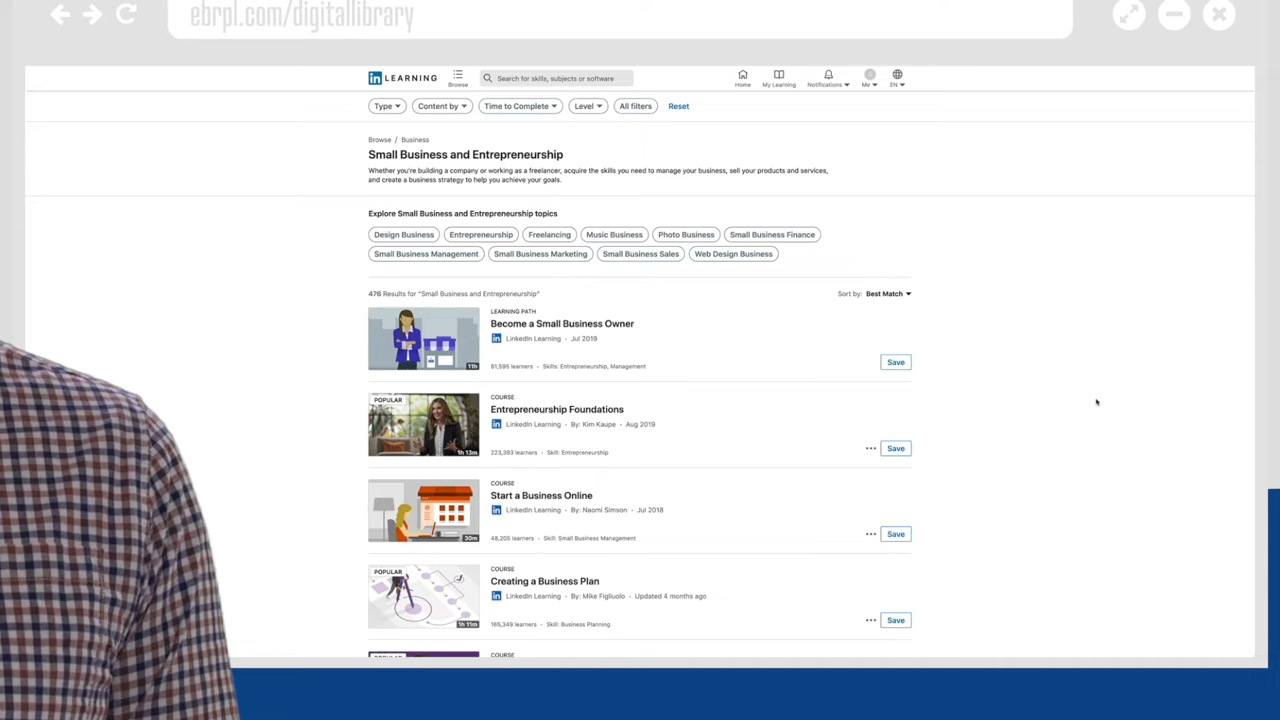 ebrpl.com/digitallibrary
in LEARNING
Browse
Search for skills, subjects or software
Home
My Learning
Notifications
Me
EN
Type
Content by
Time to Complete
Level
All filters
Reset
Browse / Business
Small Business and Entrepreneurship
Whether you're building a company or working as a freelancer, acquire the skills you need to manage your business, sell your products and services,
and create a business strategy to help you achieve your goals.
Explore Small Business and Entrepreneurship topics
Design Business
Entrepreneurship
Freelancing
Music Business
Photo Business
Small Business Finance
Small Business Management
Small Business Marketing
Small Business Sales
Web Design Business
476 Results for "Small Business and Entrepreneurship"
Sort by: Best Match
LEARNING PATH
Become a Small Business Owner
in LinkedIn Learning • Jul 2019
11h
81,595 learners • Skills: Entrepreneurship, Management
Save
POPULAR
COURSE
Entrepreneurship Foundations
in LinkedIn Learning • By: Kim Kaupe • Aug 2019
1h 13m
223,393 learners • Skill: Entrepreneurship
Save
COURSE
Start a Business Online
in LinkedIn Learning • By: Naomi Simson • Jul 2018
30m
48,205 learners • Skill: Small Business Management
Save
POPULAR
COURSE
Creating a Business Plan
in LinkedIn Learning • By: Mike Figliuolo • Updated 4 months ago
1h 11m
165,349 learners • Skill: Business Planning
Save
POPULAR
COURSE